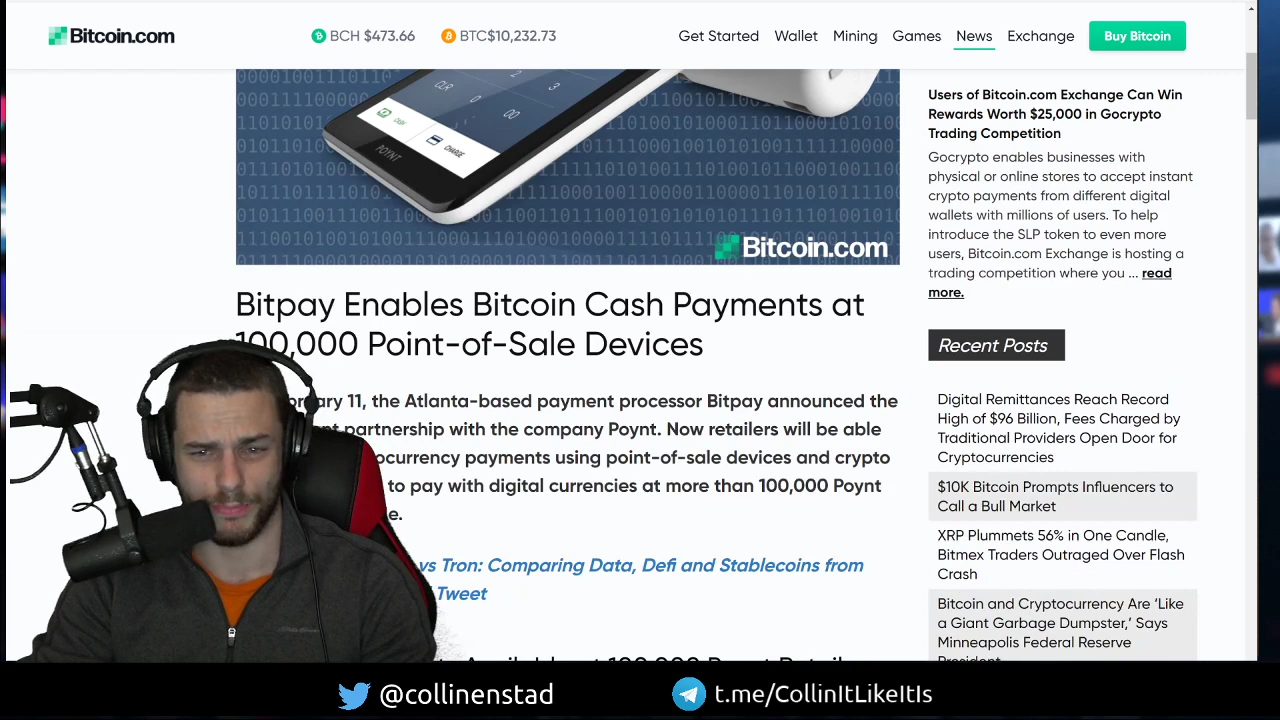 Bitcoin.com
BCH $473.66
BTC$10,232.73
Get Started
Wallet
Mining
Games
News
Exchange
Buy Bitcoin
CLR
2
3
0
00
CASH
CHARGE
POYNT
Bitcoin.com
Bitpay Enables Bitcoin Cash Payments at
100,000 Point-of-Sale Devices
ary 11, the Atlanta-based payment processor Bitpay announced the
partnership with the company Poynt. Now retailers will be able
payments using point-of-sale devices and crypto
to pay with digital currencies at more than 100,000 Poynt
vs Tron: Comparing Data, Defi and Stablecoins from
Tweet
Users of Bitcoin.com Exchange Can Win
Rewards Worth $25,000 in Gocrypto
Trading Competition
Gocrypto enables businesses with
physical or online stores to accept instant
crypto payments from different digital
wallets with millions of users. To help
introduce the SLP token to even more
users, Bitcoin.com Exchange is hosting a
trading competition where you ... read
more.
Recent Posts
Digital Remittances Reach Record
High of $96 Billion, Fees Charged by
Traditional Providers Open Door for
Cryptocurrencies
$10K Bitcoin Prompts Influencers to
Call a Bull Market
XRP Plummets 56% in One Candle,
Bitmex Traders Outraged Over Flash
Crash
Bitcoin and Cryptocurrency Are ‘Like
a Giant Garbage Dumpster,’ Says
Minneapolis Federal Reserve
President
@collinenstad
t.me/CollinItLikeItIs